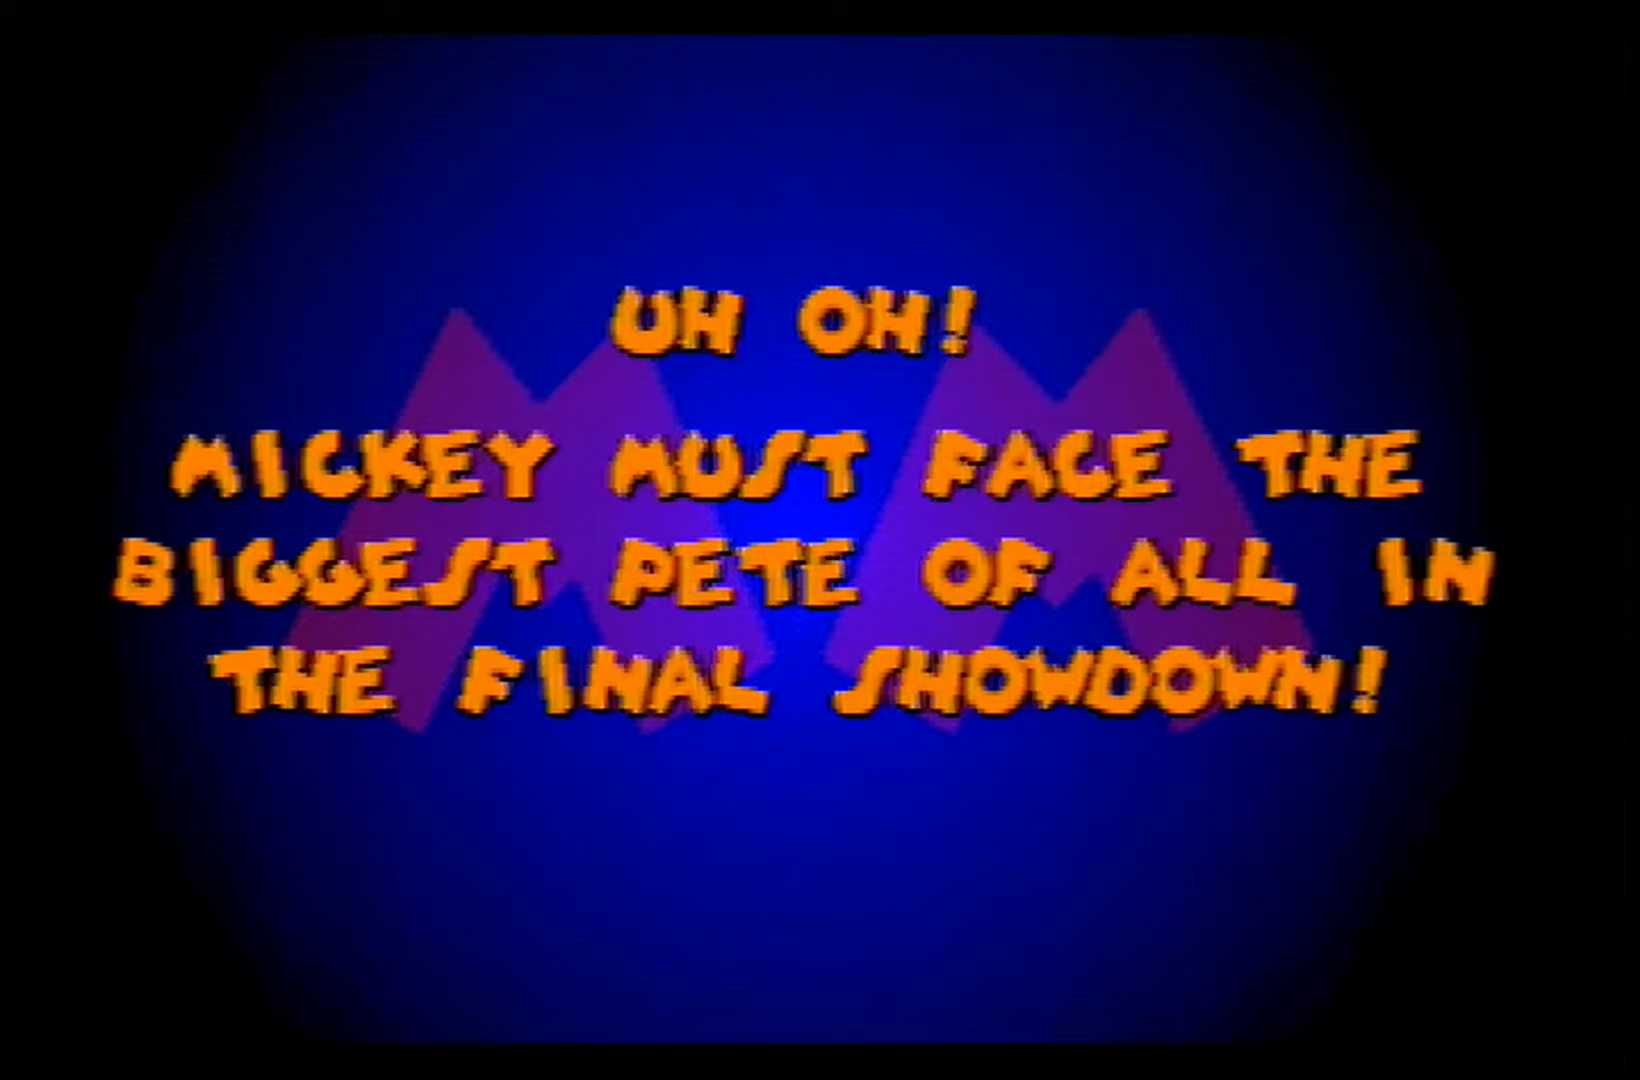 UH OH!
MICKEY MUST FACE THE
BIGGEST PETE OF ALL IN
THE FINAL SHOWDOWN!